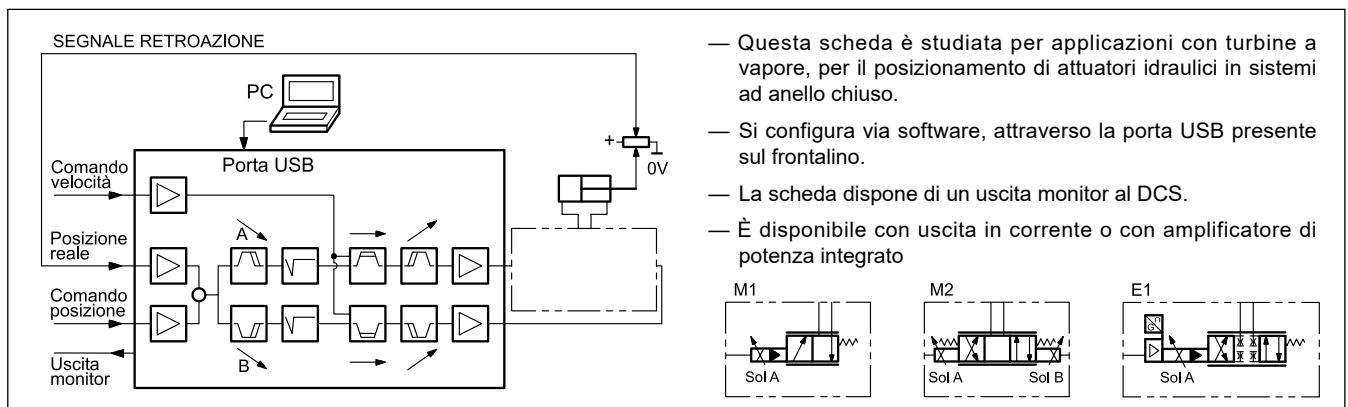 SEGNALE RETROAZIONE
PC
+
0V
Porta USB
Comando
velocità
A
Posizione
reale
Comando
posizione
B
Uscita
monitor
— Questa scheda è studiata per applicazioni con turbine a
vapore, per il posizionamento di attuatori idraulici in sistemi
ad anello chiuso.
— Si configura via software, attraverso la porta USB presente
sul frontalino.
— La scheda dispone di un uscita monitor al DCS.
— È disponibile con uscita in corrente o con amplificatore di
potenza integrato
M1
Sol A
M2
Sol A
Sol B
E1
Sol A